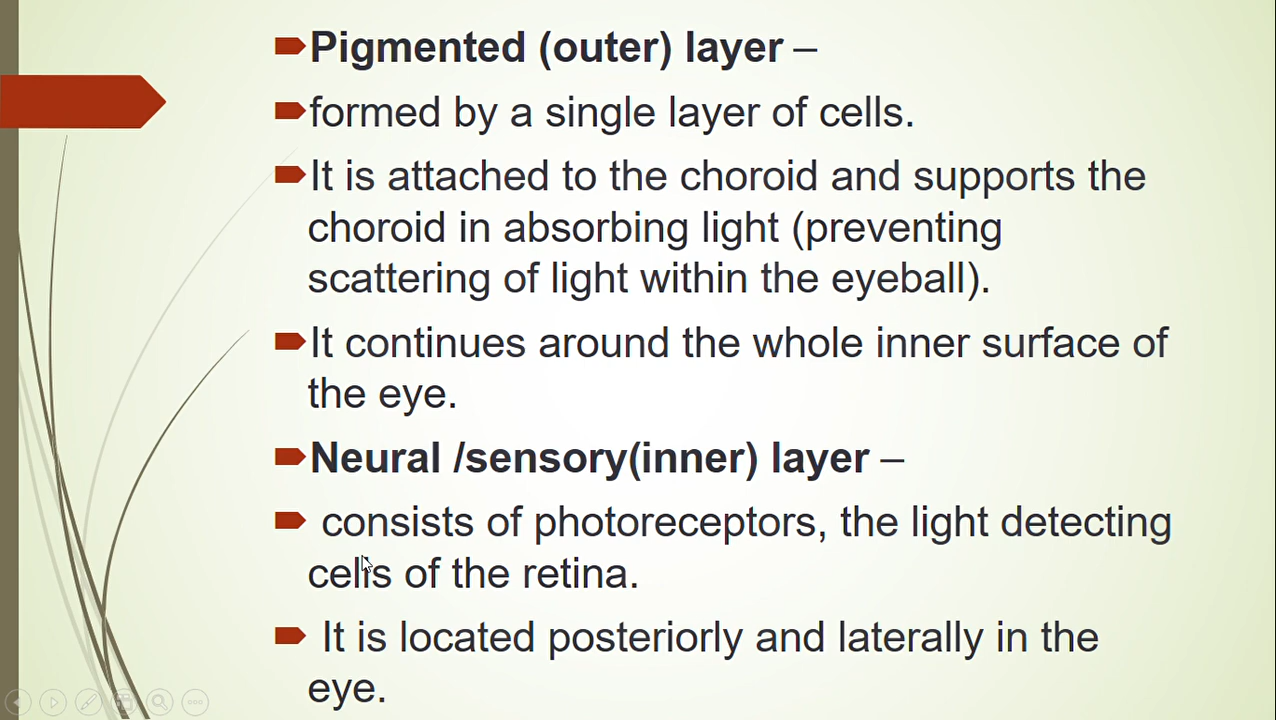 Pigmented (outer) layer –
formed by a single layer of cells.
It is attached to the choroid and supports the
choroid in absorbing light (preventing
scattering of light within the eyeball).
It continues around the whole inner surface of
the eye.
Neural /sensory(inner) layer –
consists of photoreceptors, the light detecting
cells of the retina.
It is located posteriorly and laterally in the
eye.